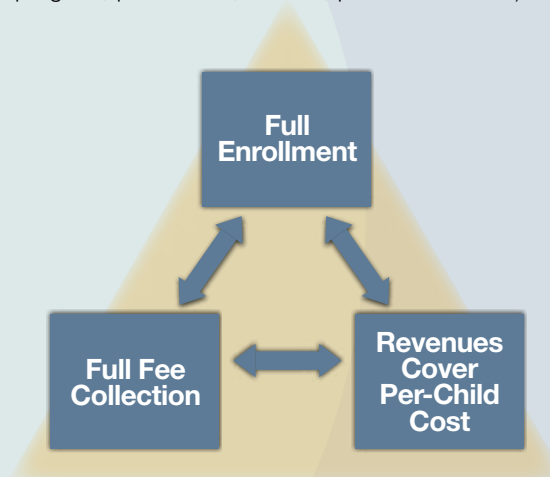 Full
Enrollment
Full Fee
Collection
Revenues
Cover
Per-Child
Cost